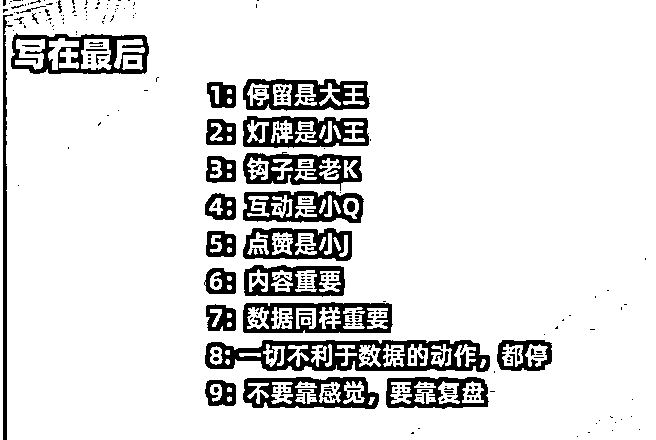 写在最后
1：停留是大王
2：灯牌是小王
3：钩子是老K
4：互动是小Q
5：点赞是小J
6：内容重要
7：数据同样重要
8:一切不利于数据的动作，都停
9：不要靠感觉，要靠复盘